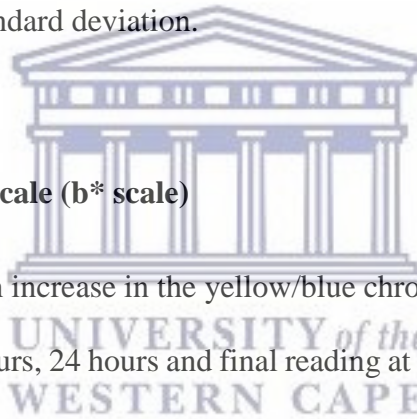 ndard deviation.
cale (b* scale)
n increase in the yellow/blue chro
UNIVERSITY of the
urs, 24 hours and final reading at
WESTERN CAPE